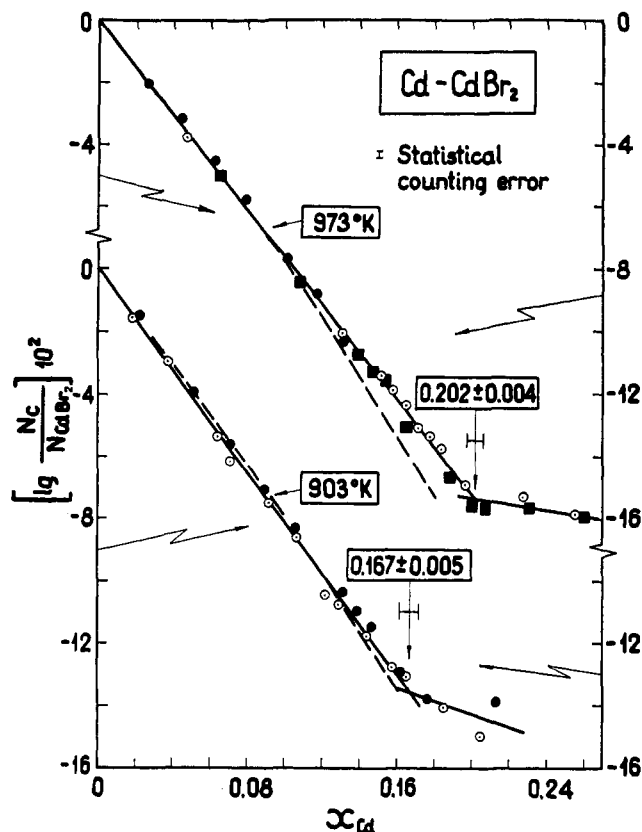 0
-4
0
-4
-8
-12
-16
0
-4
-8
-12
-16
Cd - CdBr₂
Statistical
counting error
973°K
903°K
0.202±0.004
0.167±0.005
[lg Nc/NCdBr₂] 10²
0
0.08
0.16
0.24
xCd